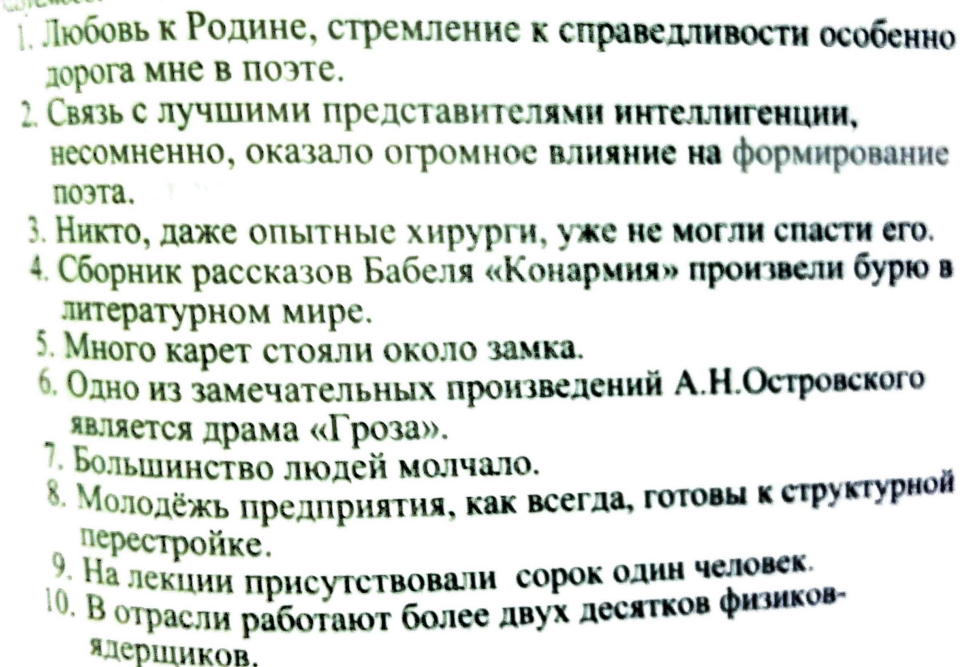 1. Любовь к Родине, стремление к справедливости особенно
дорога мне в поэте.
2. Связь с лучшими представителями интеллигенции,
несомненно, оказало огромное влияние на формирование
поэта.
3. Никто, даже опытные хирурги, уже не могли спасти его.
4. Сборник рассказов Бабеля «Конармия» произвели бурю в
литературном мире.
5. Много карет стояли около замка.
6. Одно из замечательных произведений А.Н.Островского
является драма «Гроза».
7. Большинство людей молчало.
8. Молодёжь предприятия, как всегда, готовы к структурной
перестройке.
9. На лекции присутствовали сорок один человек.
10. В отрасли работают более двух десятков физиков-
ядерщиков.